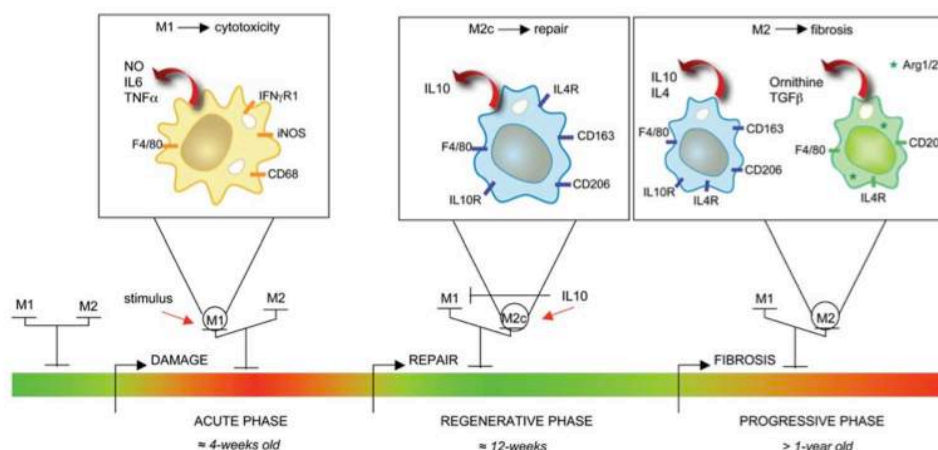 M1 → cytotoxicity
NO
IL6
TNFα
IFNγR1
iNOS
F4/80
CD68
M2c → repair
IL10
IL4R
CD163
F4/80
CD206
IL10R
M2 → fibrosis
IL10
IL4
F4/80
CD163
CD206
IL10R
IL4R
Ornithine
TGFβ
* Arg1/2
F4/80
CD20
IL4R
M1 M2
stimulus
M1
M2
M1
M2c
IL10
M1
M2
DAMAGE
REPAIR
FIBROSIS
ACUTE PHASE
≈ 4-weeks old
REGENERATIVE PHASE
≈ 12-weeks
PROGRESSIVE PHASE
> 1-year old